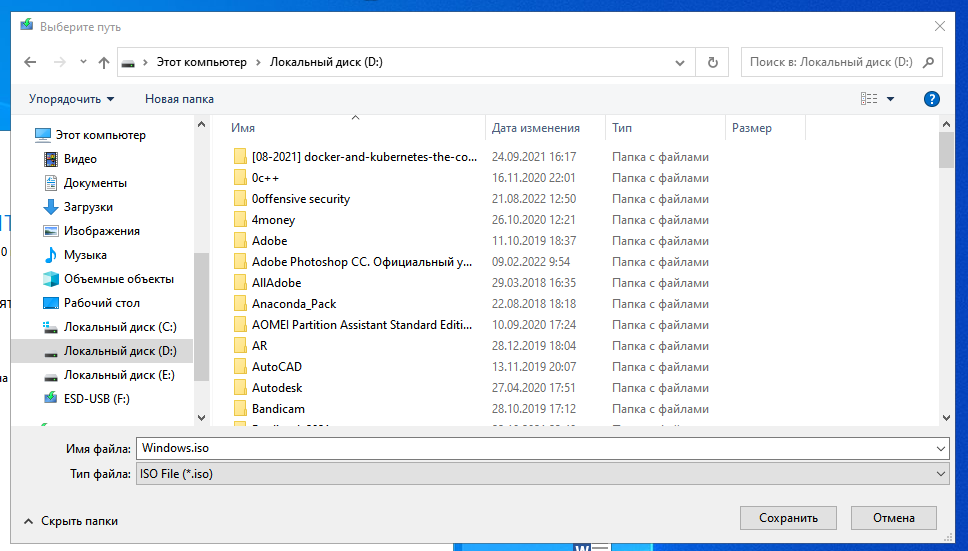 Выберите путь
Этот компьютер Локальный диск (D:)
Поиск в: Локальный диск (D:)
Упорядочить Новая папка ?
Этот компьютер
Видео
Документы
Загрузки
Изображения
Музыка
Объемные объекты
Рабочий стол
Локальный диск (C:)
Локальный диск (D:)
Локальный диск (E:)
ESD-USB (F:)
Имя Дата изменения Тип Размер
[08-2021] docker-and-kubernetes-the-co... 24.09.2021 16:17 Папка с файлами
0c++ 16.11.2020 22:01 Папка с файлами
0offensive security 21.08.2022 12:50 Папка с файлами
4money 26.10.2020 12:21 Папка с файлами
Adobe 11.10.2019 18:37 Папка с файлами
Adobe Photoshop CC. Официальный у... 09.02.2022 9:54 Папка с файлами
AllAdobe 29.03.2018 16:35 Папка с файлами
Anaconda_Pack 22.08.2018 18:18 Папка с файлами
AOMEI Partition Assistant Standard Editi... 10.09.2020 17:24 Папка с файлами
AR 28.12.2019 18:04 Папка с файлами
AutoCAD 13.11.2019 20:07 Папка с файлами
Autodesk 27.04.2020 17:51 Папка с файлами
Bandicam 28.10.2019 17:12 Папка с файлами
Имя файла: Windows.iso
Тип файла: ISO File (*.iso)
Скрыть папки Сохранить Отмена